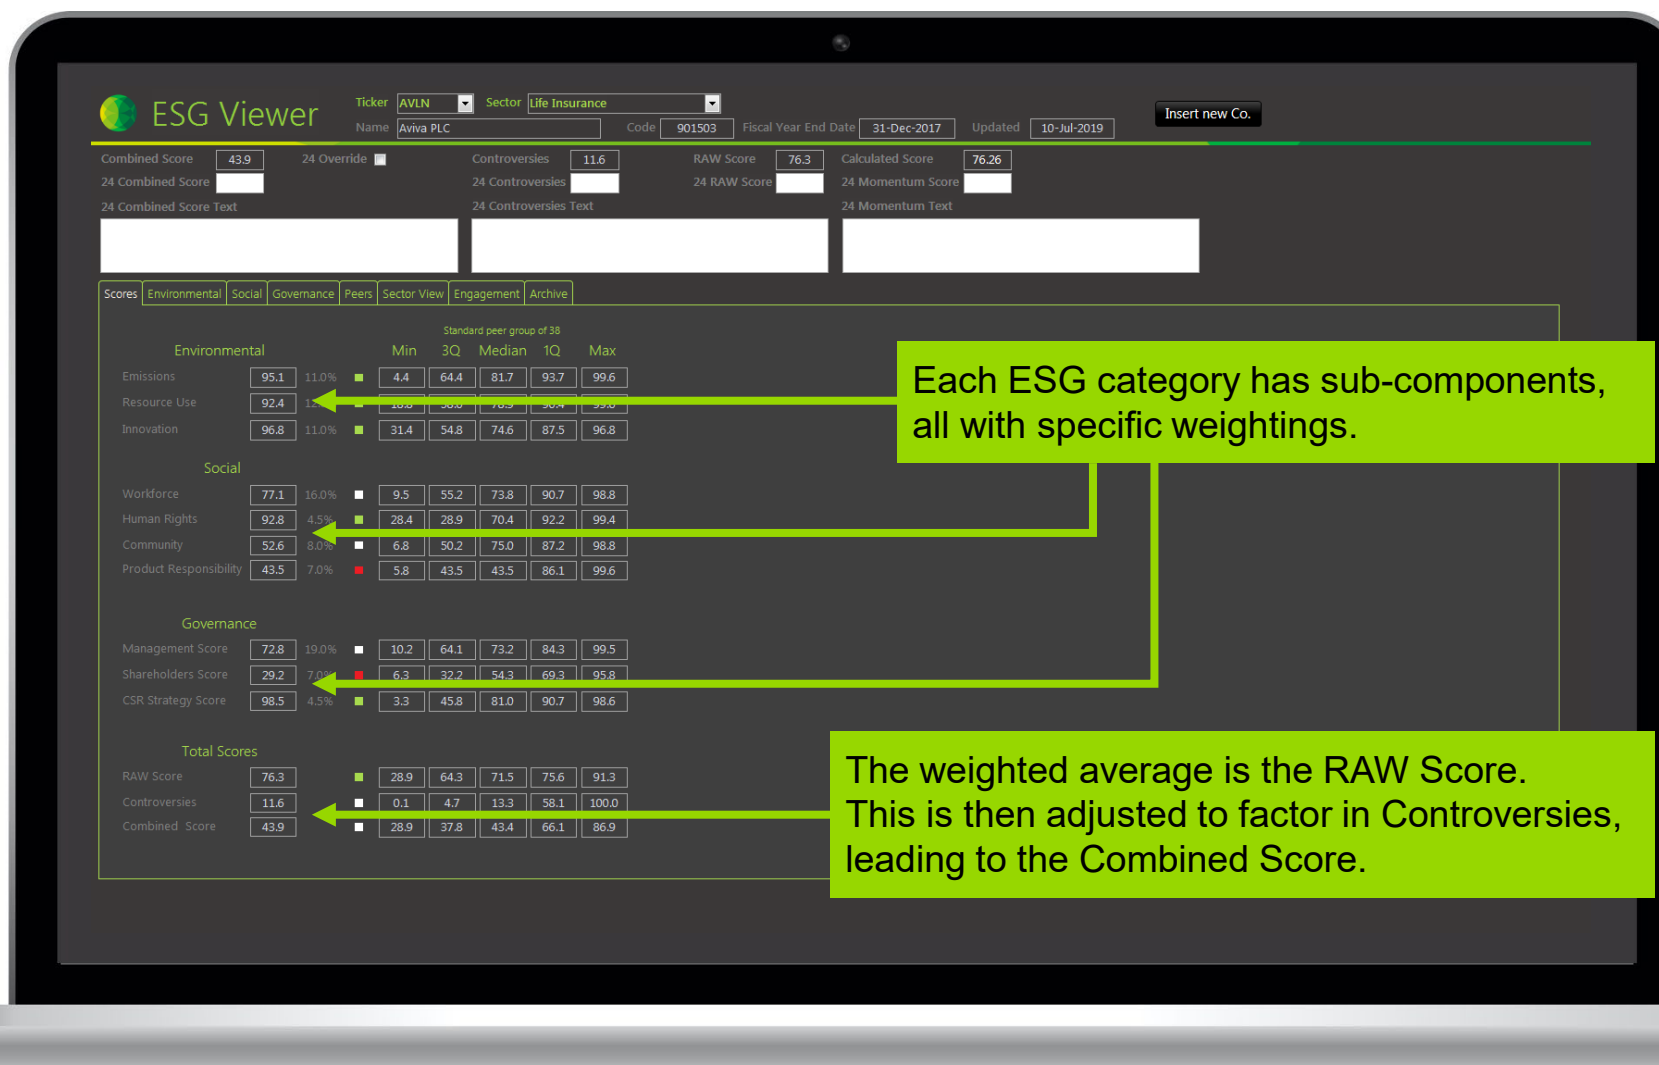 ESG Viewer
Ticker AVLN Sector Life Insurance
Insert new Co.
Name Aviva PLC Code 901503 Fiscal Year End Date 31-Dec-2017 Updated 10-Jul-2019
Combined Score 43.9 24 Override Controversies 11.6 RAW Score 76.3 Calculated Score 76.26
24 Combined Score 24 Controversies 24 RAW Score 24 Momentum Score
24 Combined Score Text 24 Controversies Text 24 Momentum Text
Scores Environmental Social Governance Peers Sector View Engagement Archive
Standard peer group of 38
Environmental Min 3Q Median 1Q Max
Emissions 95.1 11.0% 4.4 64.4 81.7 93.7 99.6
Resource Use 92.4
Innovation 96.8 11.0% 31.4 54.8 74.6 87.5 96.8
Each ESG category has sub-components,
all with specific weightings.
Social
Workforce 77.1 16.0% 9.5 55.2 73.8 90.7 98.8
Human Rights 92.8 4.5% 28.4 28.9 70.4 92.2 99.4
Community 52.6 8.0% 6.8 50.2 75.0 87.2 98.8
Product Responsibility 43.5 7.0% 5.8 43.5 43.5 86.1 99.6
Governance
Management Score 72.8 19.0% 10.2 64.1 73.2 84.3 99.5
Shareholders Score 29.2 7.0% 6.3 32.2 54.3 69.3 95.8
CSR Strategy Score 98.5 4.5% 3.3 45.8 81.0 90.7 98.6
Total Scores
RAW Score 76.3 28.9 64.3 71.5 75.6 91.3
Controversies 11.6 0.1 4.7 13.3 58.1 100.0
Combined Score 43.9 28.9 37.8 43.4 66.1 86.9
The weighted average is the RAW Score.
This is then adjusted to factor in Controversies,
leading to the Combined Score.